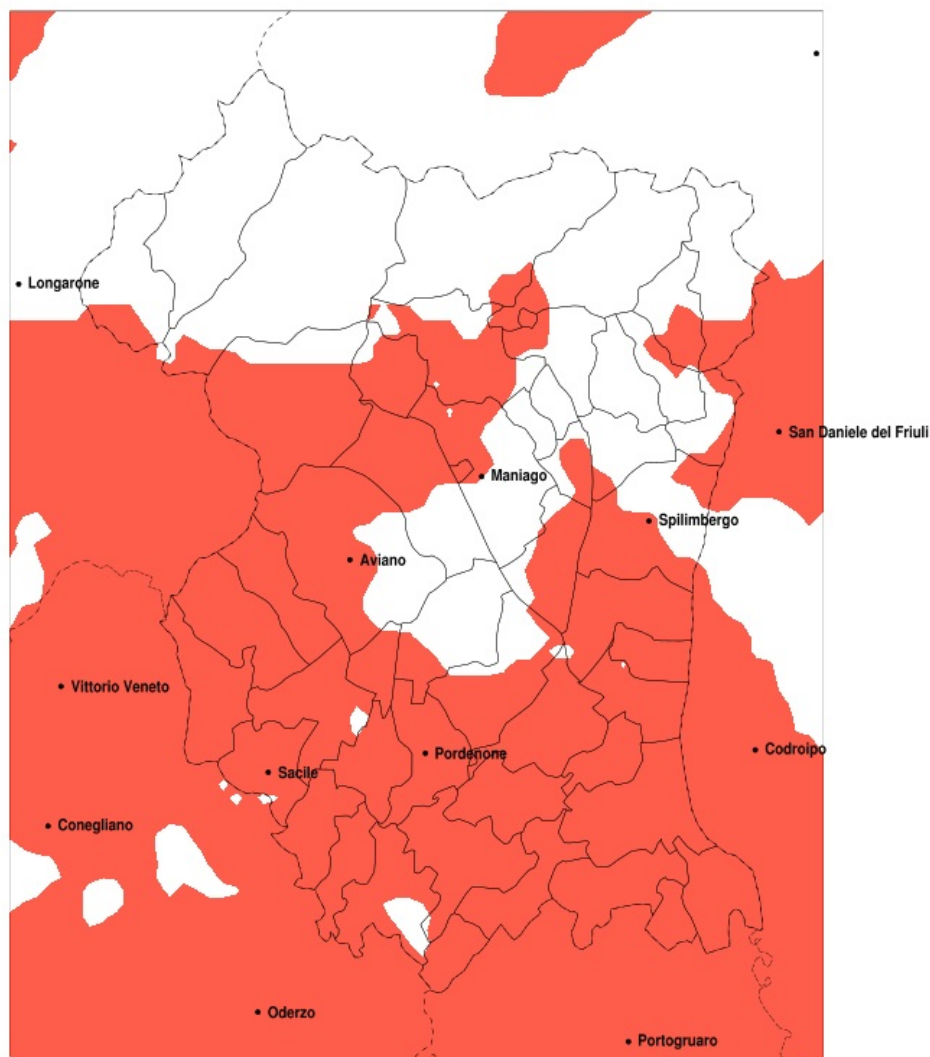 Longarone
San Daniele del Friuli
Maniago
Spilimbergo
Aviano
Vittorio Veneto
Pordenone
Codroipo
Sacile
Conegliano
Oderzo
Portogruaro